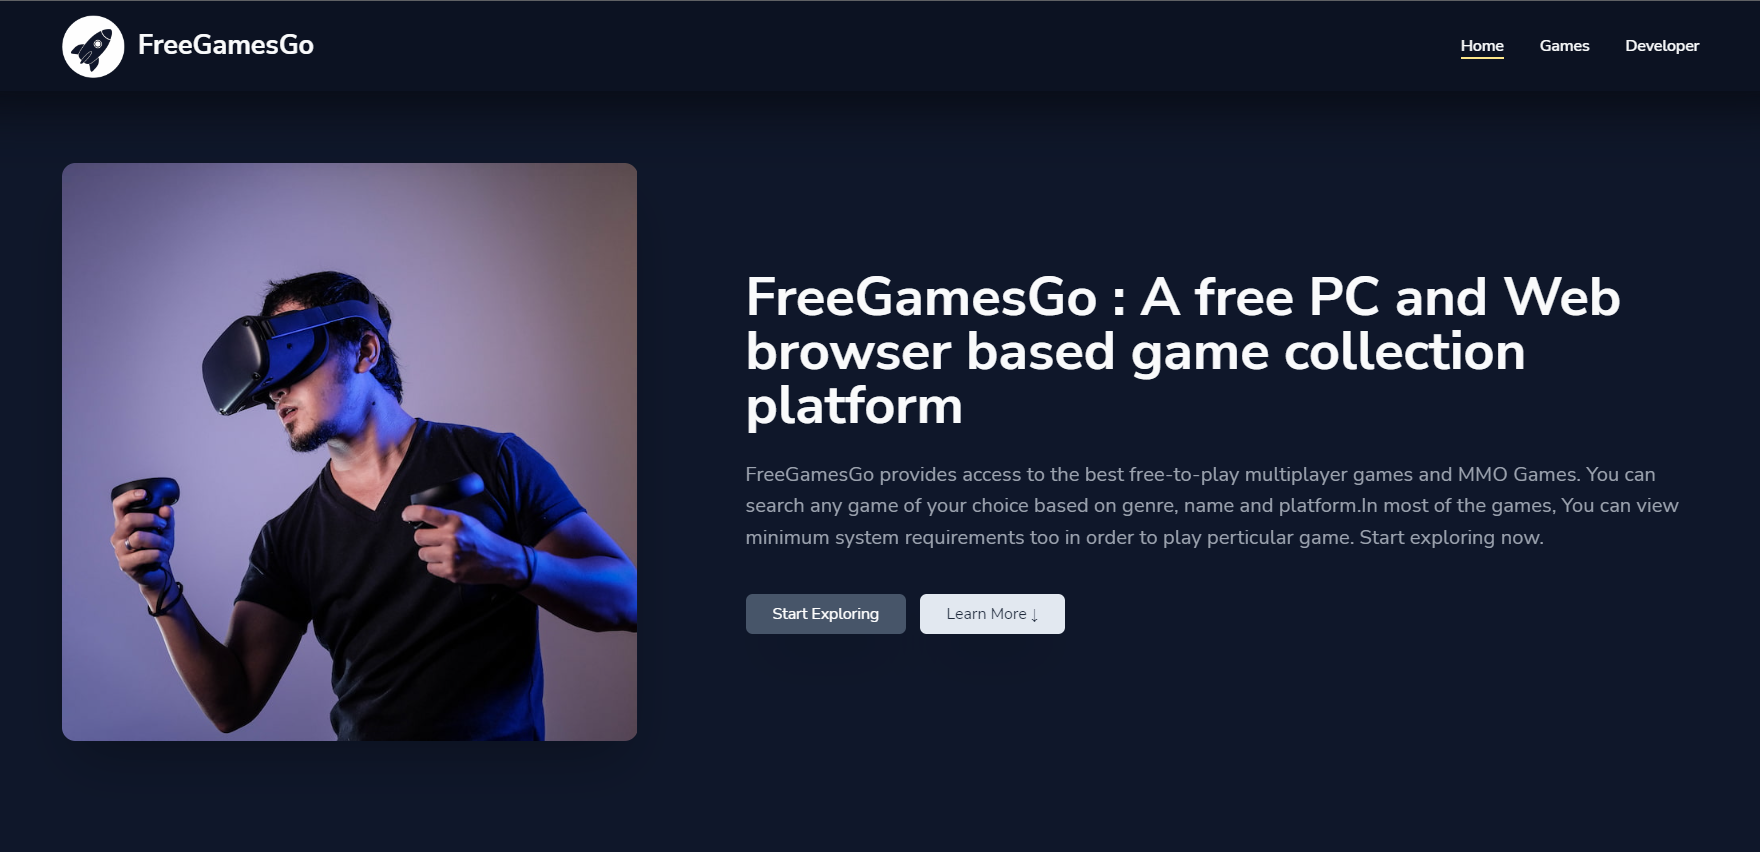 FreeGamesGo
Home Games Developer
FreeGamesGo : A free PC and Web
browser based game collection
platform
FreeGamesGo provides access to the best free-to-play multiplayer games and MMO Games. You can
search any game of your choice based on genre, name and platform.In most of the games, You can view
minimum system requirements too in order to play perticular game. Start exploring now.
Start Exploring Learn More ↓